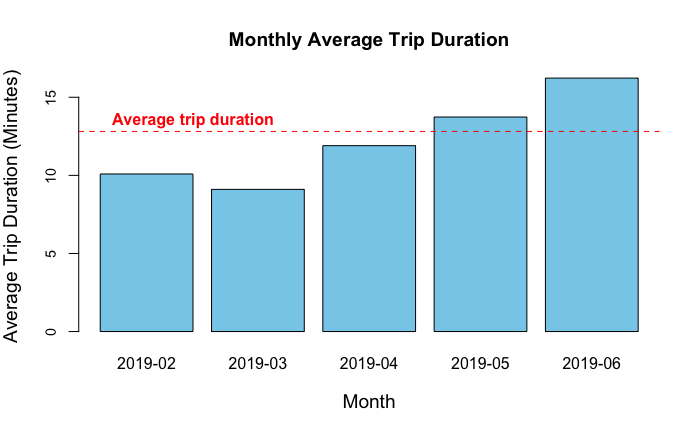 Monthly Average Trip Duration
Average Trip Duration (Minutes)
15
10
5
0
Average trip duration
2019-02 2019-03 2019-04 2019-05 2019-06
Month